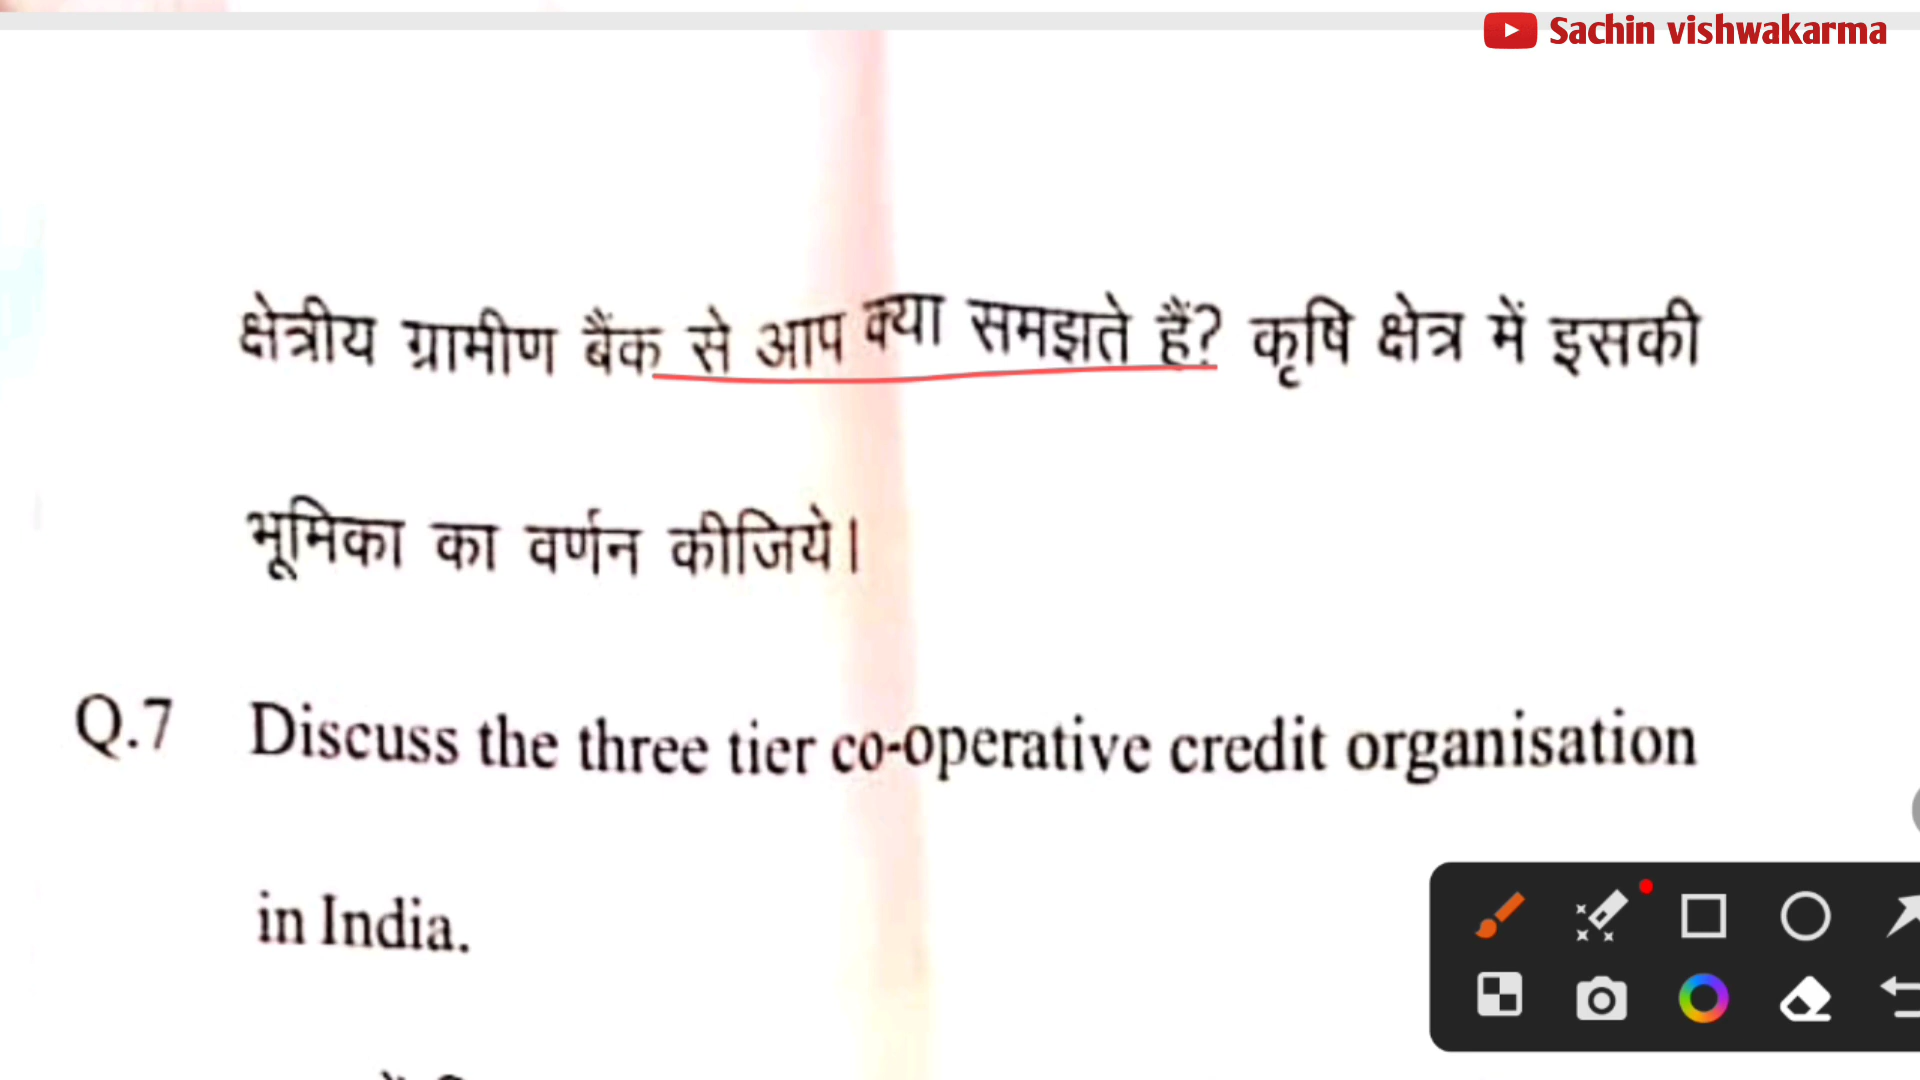 Sachin vishwakarma
क्षेत्रीय ग्रामीण बैंक से आप क्या समझते हैं? कृषि क्षेत्र में इसकी
भूमिका का वर्णन कीजिये।
Q.7 Discuss the three tier co-operative credit organisation
in India.